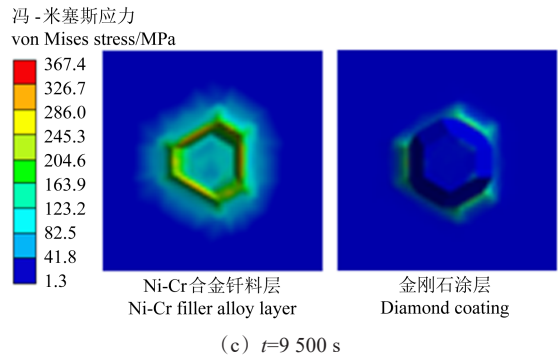 冯-米塞斯应力
von Mises stress/MPa
367.4
326.7
286.0
245.3
204.6
163.9
123.2
82.5
41.8
1.3
Ni-Cr合金钎料层
Ni-Cr filler alloy layer
金刚石涂层
Diamond coating
（c）t=9 500 s